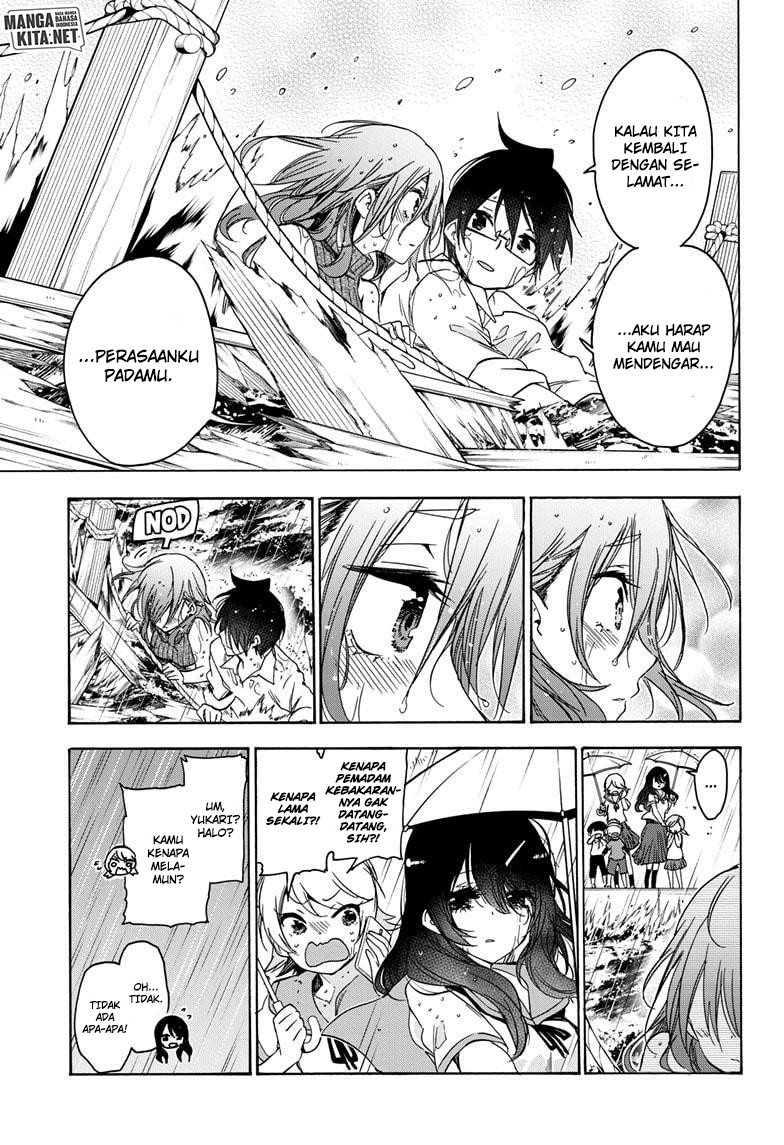 MANGA
KITA.NET
BACA MANGA
BAHASA
INDONESIA
KALAU KITA
KEMBALI
DENGAN SE-
LAMAT...
...AKU HARAP
KAMU MAU
MENDENGAR...
...PERASAANKU
PADAMU.
NOD
...
KENAPA
PEMADAM
KEBAKARAN-
NYA GAK
DATANG-
DATANG,
SIH?!
KENAPA
LAMA
SEKALI?!
UM,
YUKARI?
HALO?
KAMU
KENAPA
MELA-
MUN?
OH...
TIDAK.
TIDAK
ADA
APA-APA!